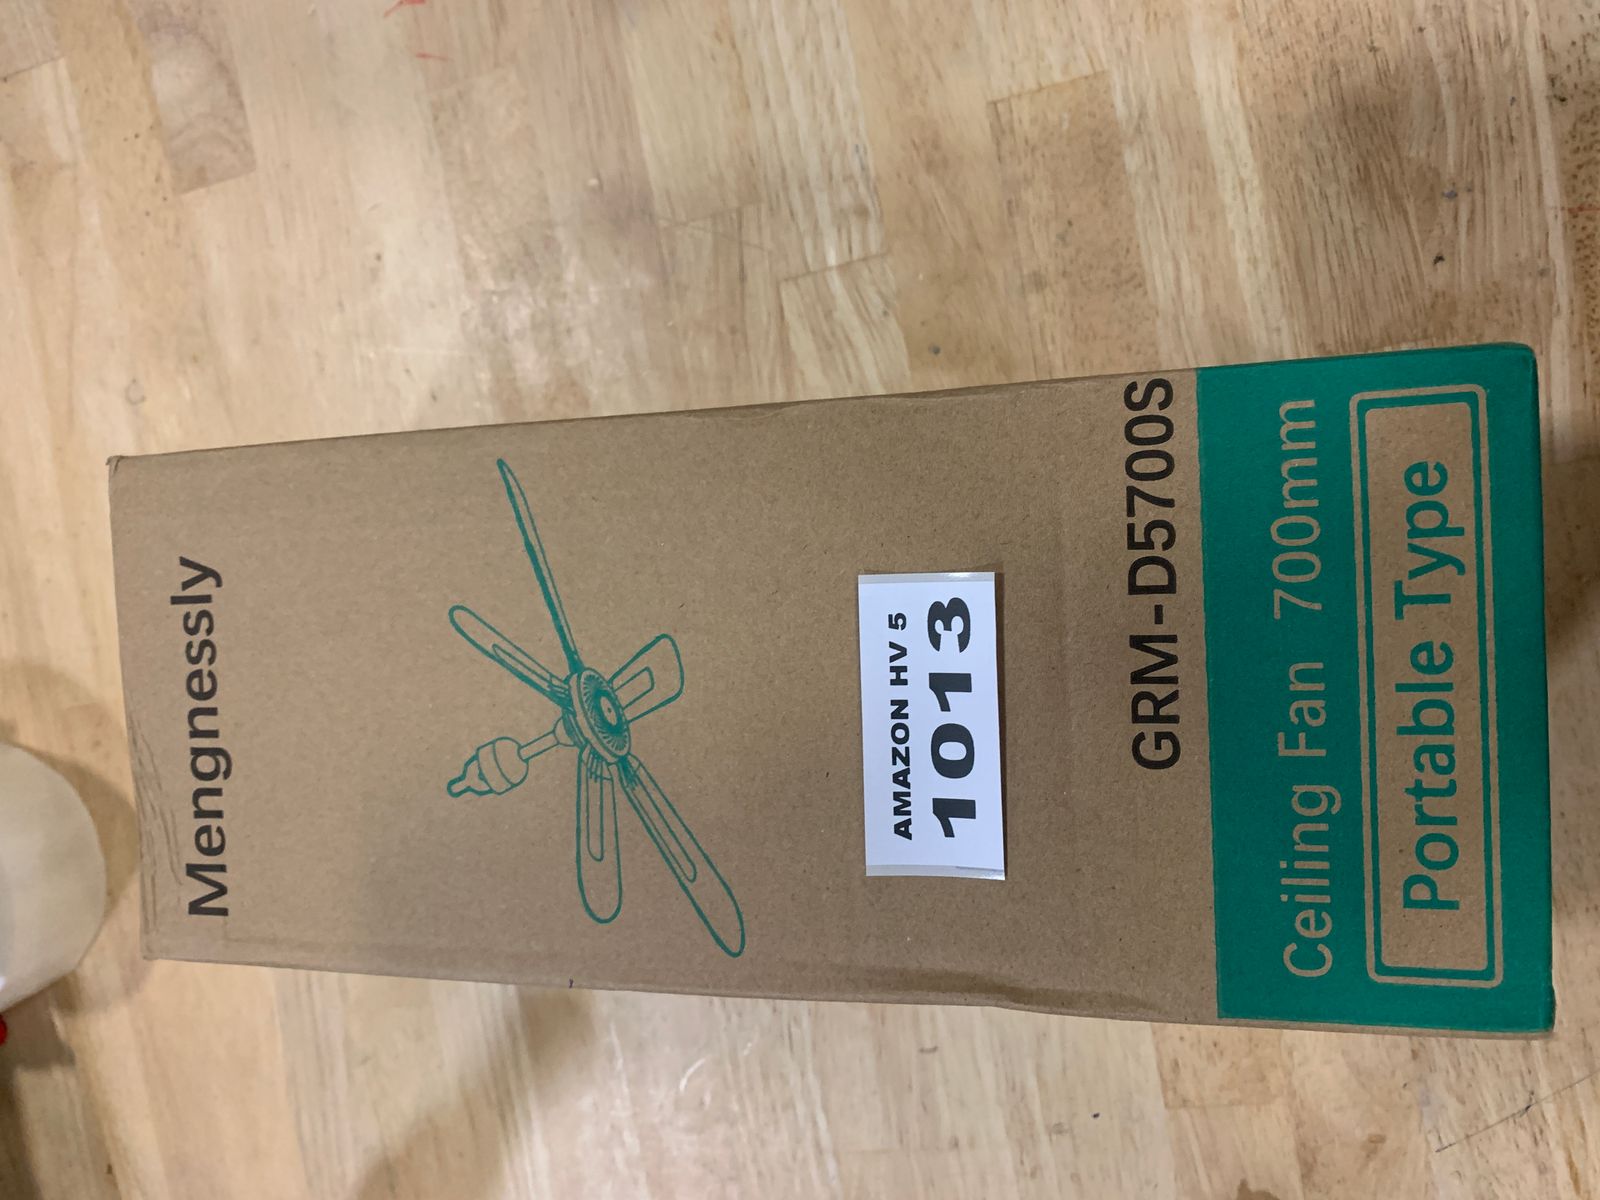 Mengnessly
AMAZON HV 5
1013
GRM-D5700S
Ceiling Fan 700mm
Portable Type